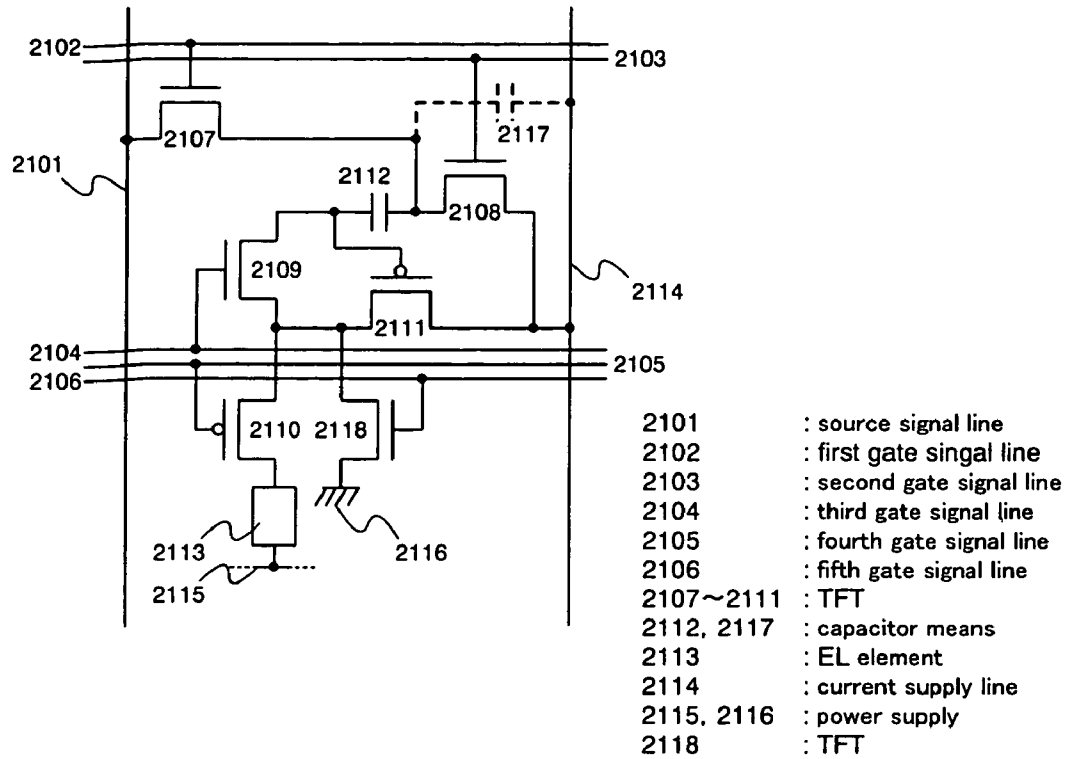 2102
2103
2107
2117
2101
2112
2108
2109
2114
2111
2104
2105
2106
2110
2118
2113
2116
2115
2101 : source signal line
2102 : first gate singal line
2103 : second gate signal line
2104 : third gate signal line
2105 : fourth gate signal line
2106 : fifth gate signal line
2107~2111 : TFT
2112, 2117 : capacitor means
2113 : EL element
2114 : current supply line
2115, 2116 : power supply
2118 : TFT